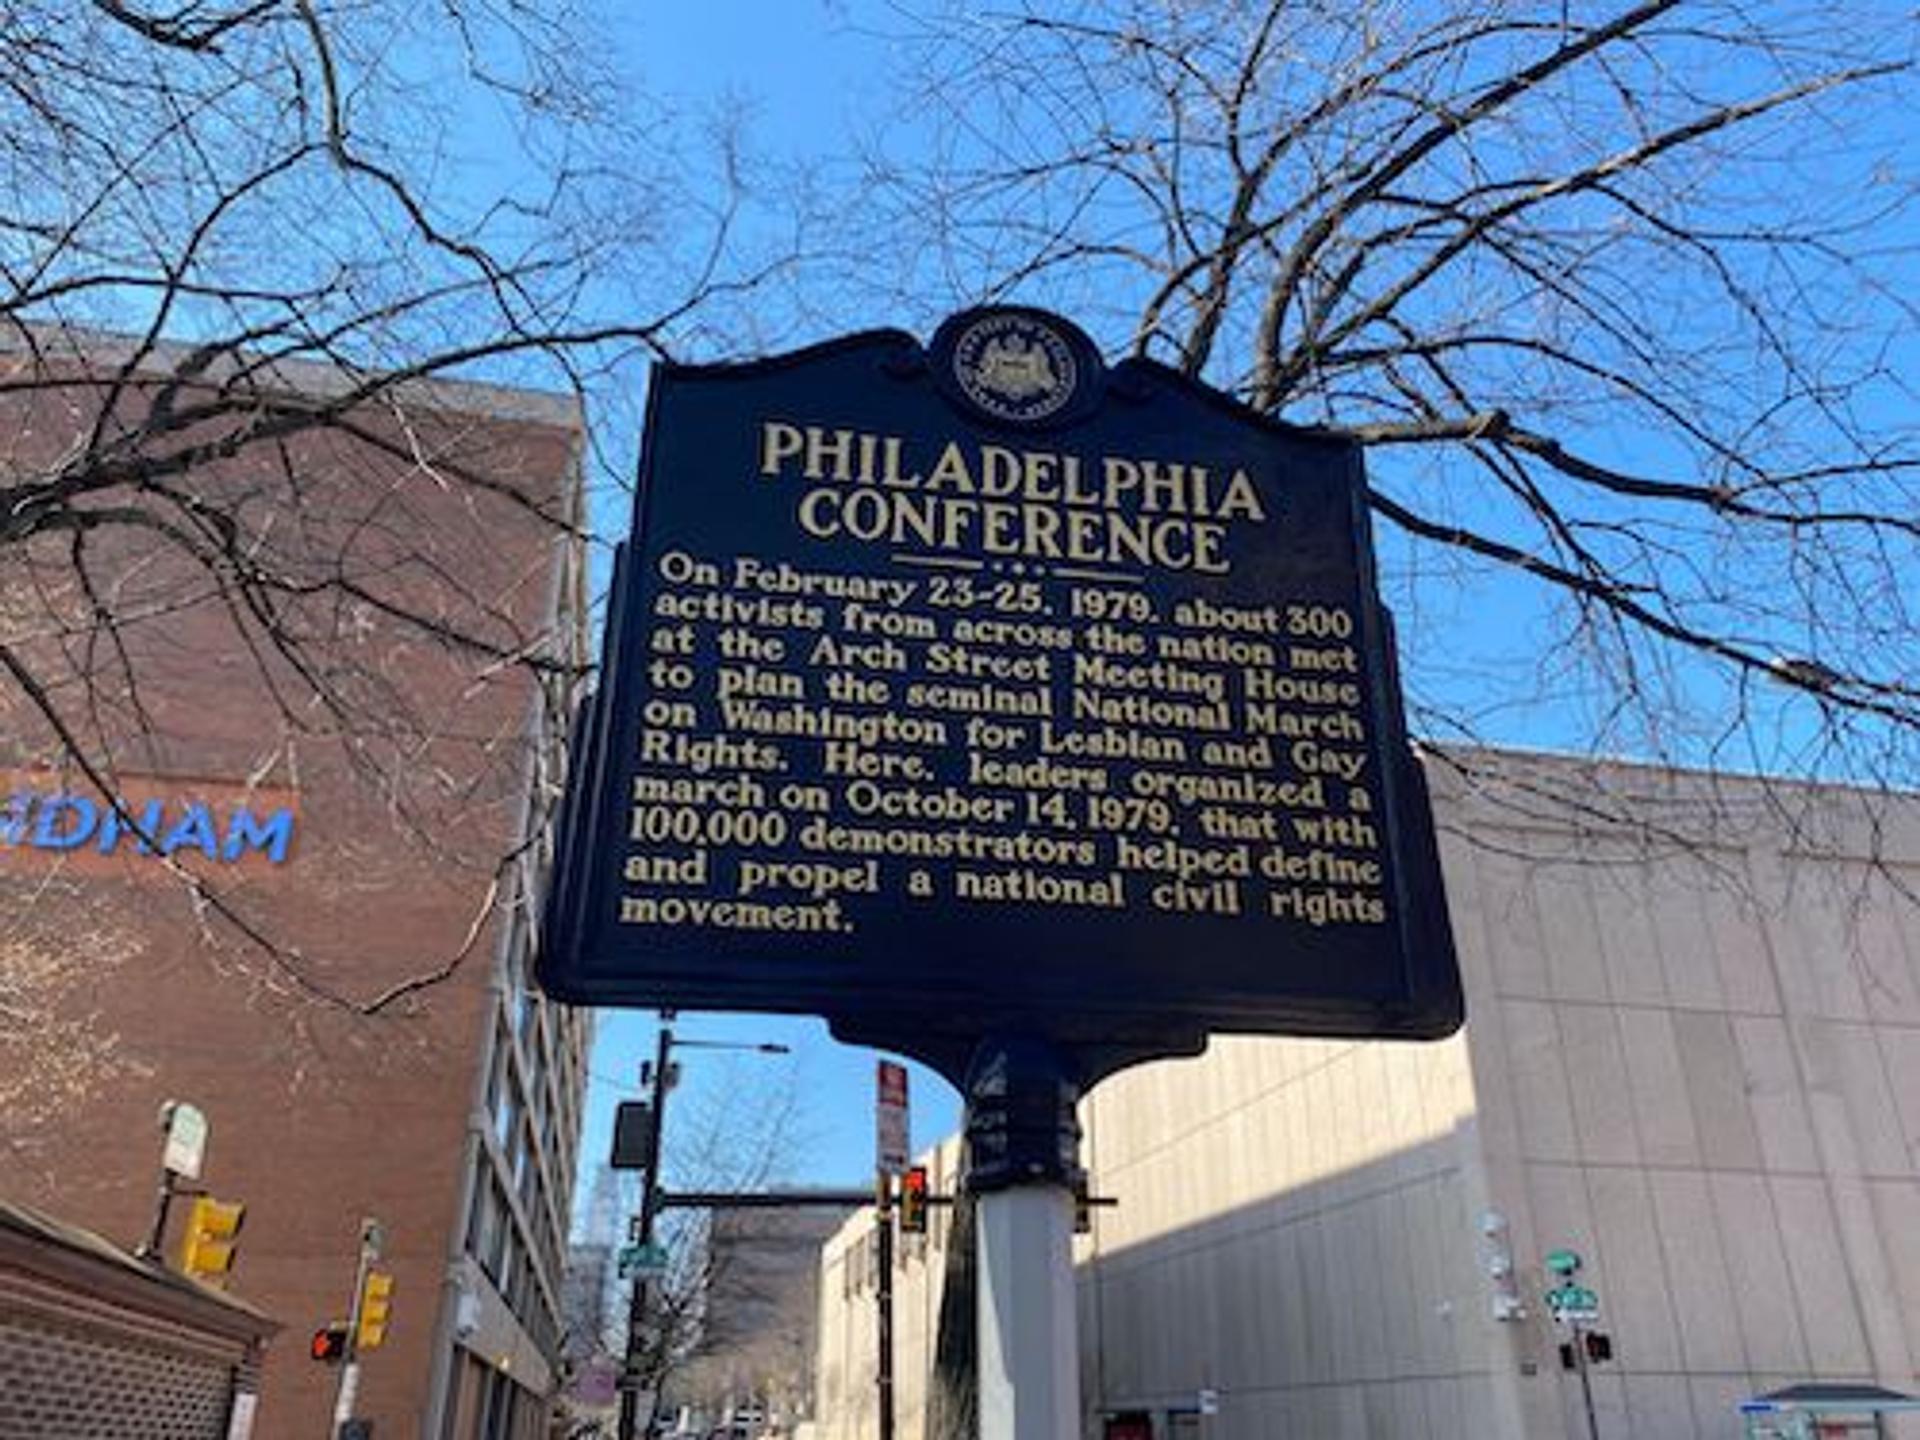 PHILADELPHIA
CONFERENCE
On February 23-25, 1979, about 300
activists from across the nation met
at the Arch Street Meeting House
to plan the seminal National March
on Washington for Lesbian and Gay
Rights. Here, leaders organized a
march on October 14, 1979, that with
100,000 demonstrators helped define
and propel a national civil rights
movement.
NDHAM